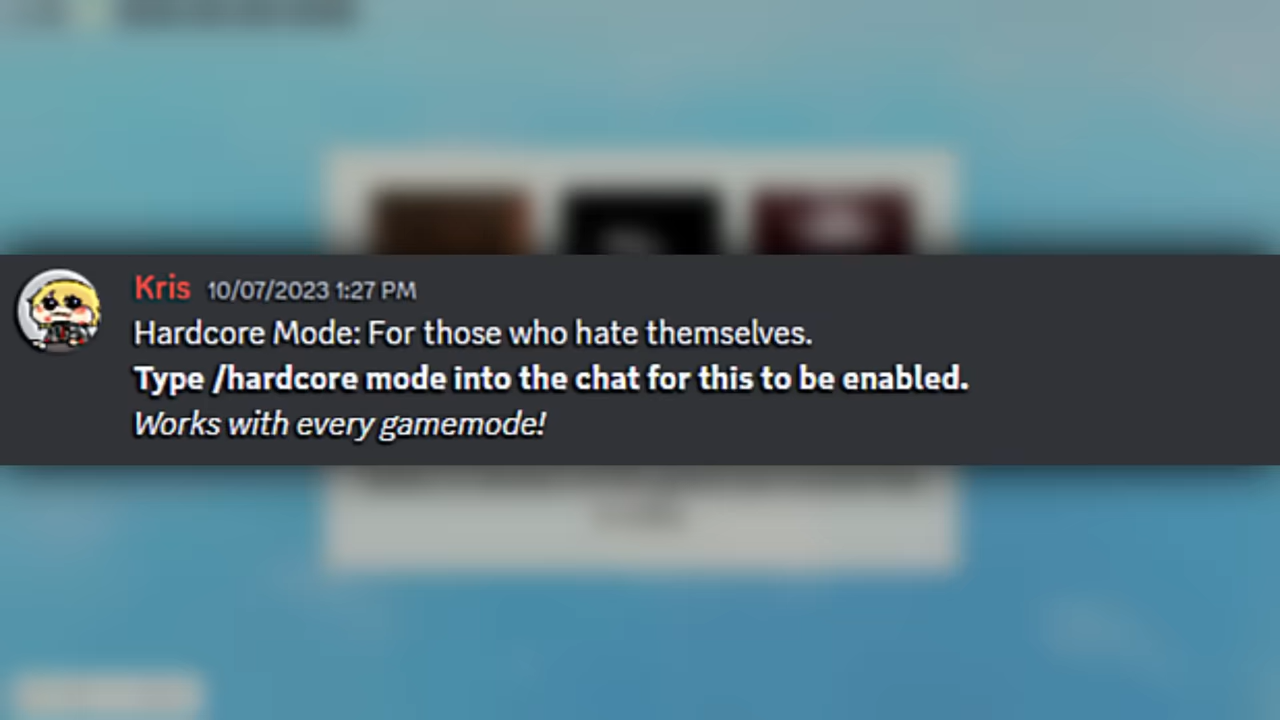 Kris 10/07/2023 1:27 PM
Hardcore Mode: For those who hate themselves.
Type /hardcore mode into the chat for this to be enabled.
Works with every gamemode!